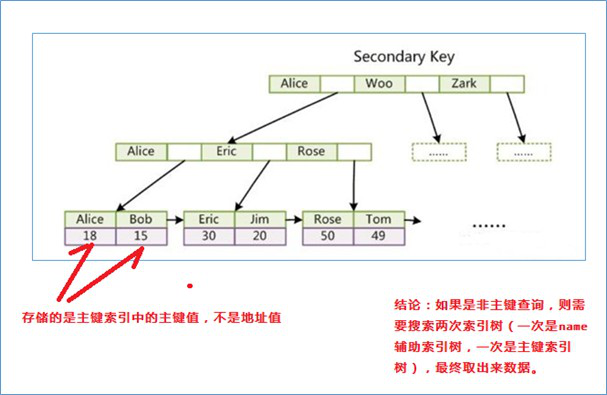 Secondary Key
Alice Woo Zark
Alice Eric Rose …… ……
Alice Bob Eric Jim Rose Tom
18 15 30 20 50 49
……
存储的是主键索引中的主键值，不是地址值
结论：如果是非主键查询，则需
要搜索两次索引树（一次是name
辅助索引树，一次是主键索引
树），最终取出来数据。